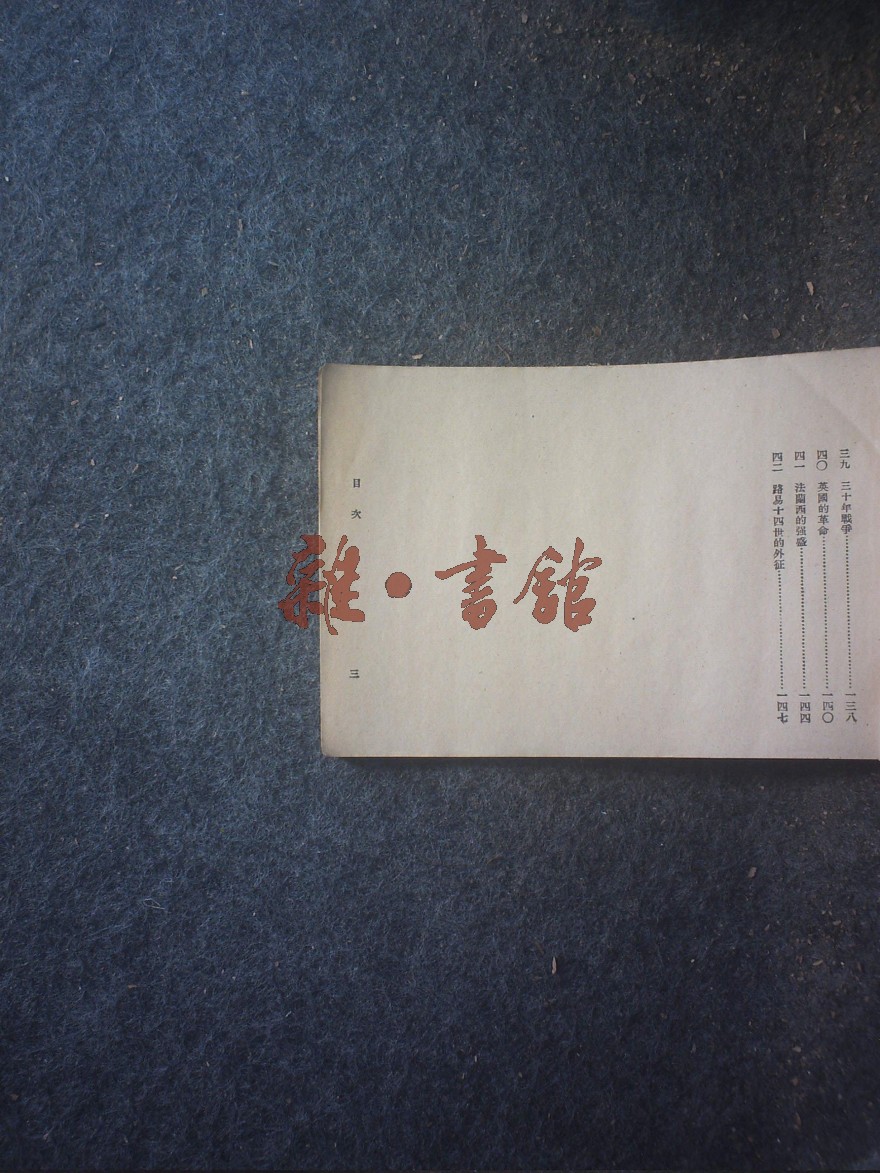 三九 三十年戰爭……………………一三八
四〇 英國的革命……………………一四〇
四一 法蘭西的强盛……………………一四四
四二 路易十四世的外征……………………一四七
目次 三
雜·書館